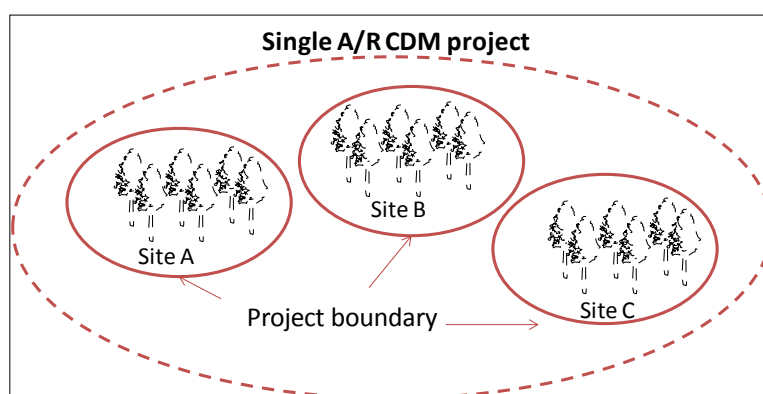 Single A/R CDM project
Site A
Site B
Site C
Project boundary